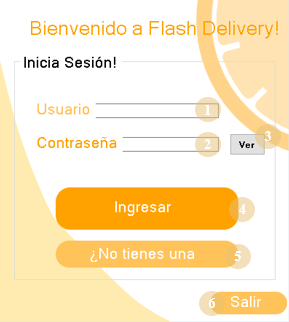 Bienvenido a Flash Delivery!
Inicia Sesión!
Usuario 1
Contraseña 2 Ver 3
Ingresar 4
¿No tienes una 5
6 Salir